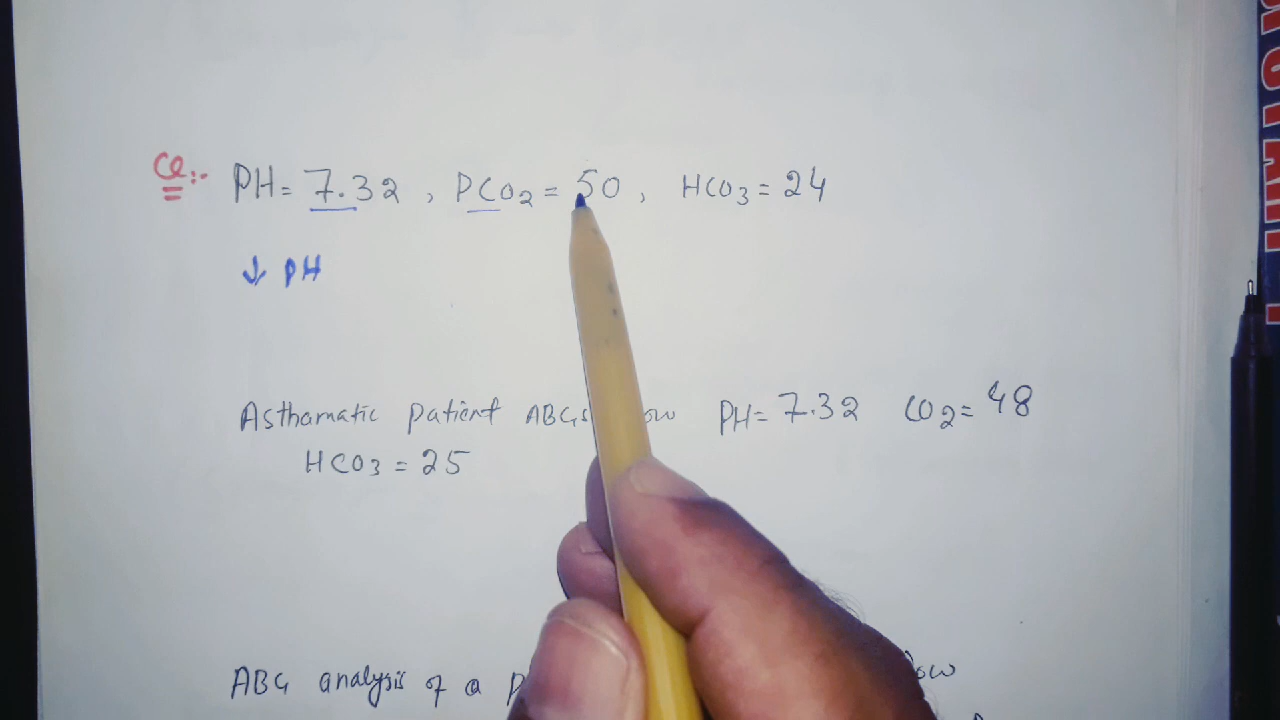 Q:- PH = 7.32 , PCO2 = 50 , HCO3 = 24
↓ PH
Asthamatic patient ABGs PH = 7.32 CO2 = 48
HCO3 = 25
ABG analysis of a